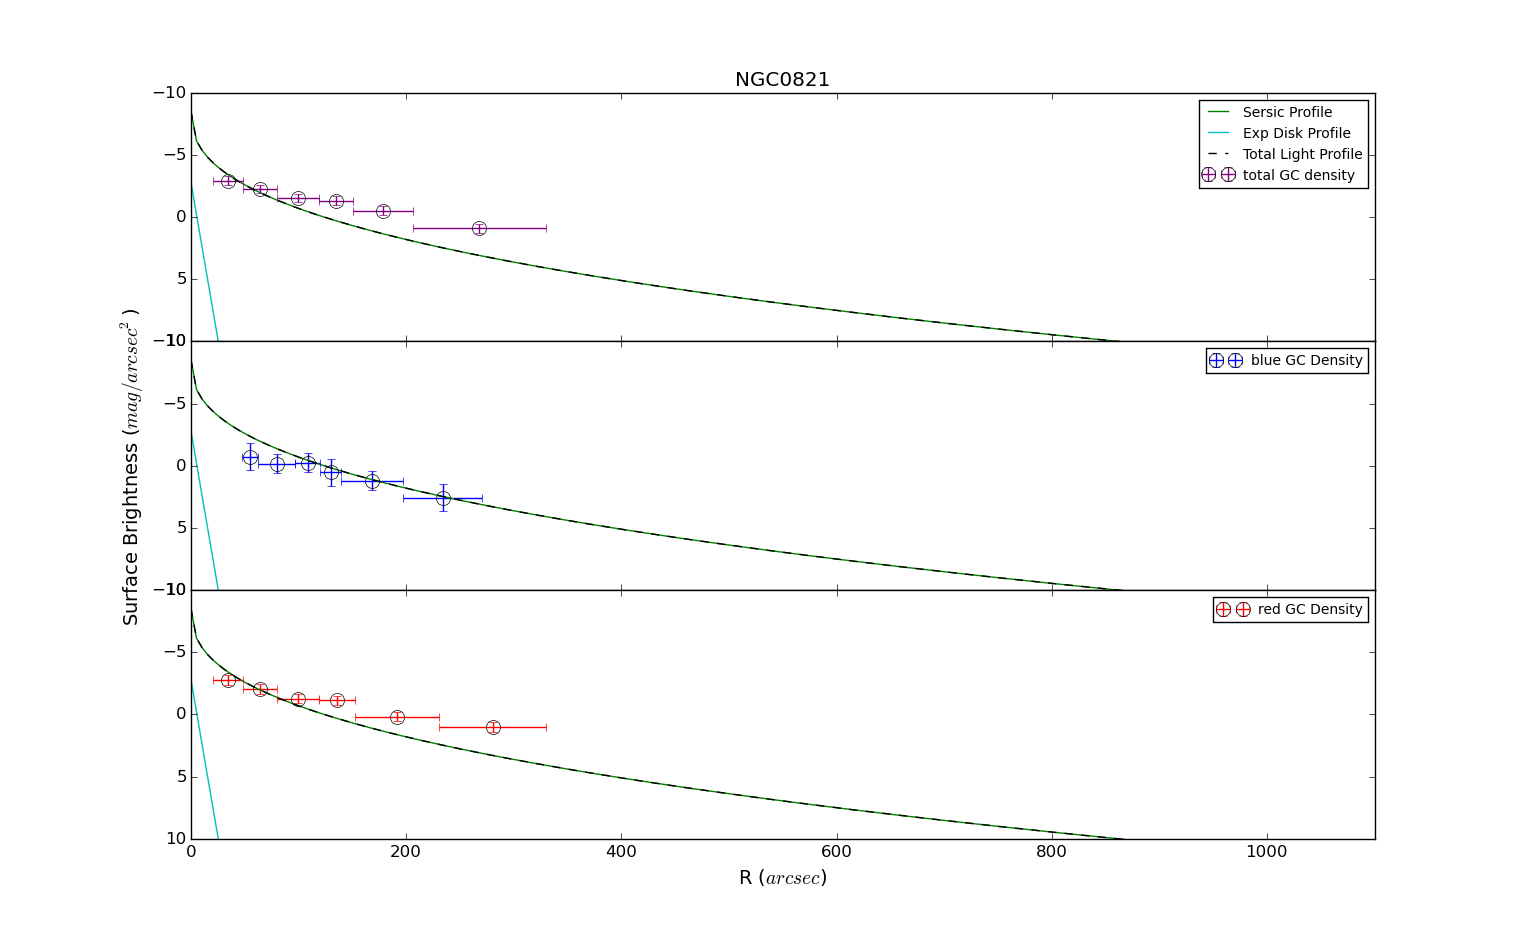 NGC0821
−10
−5
0
5
10
Sersic Profile
Exp Disk Profile
Total Light Profile
total GC density
−10
−5
0
5
10
blue GC Density
−10
−5
0
5
10
red GC Density
0 200 400 600 800 1000
R (arcsec)
Surface Brightness (mag/arcsec²)